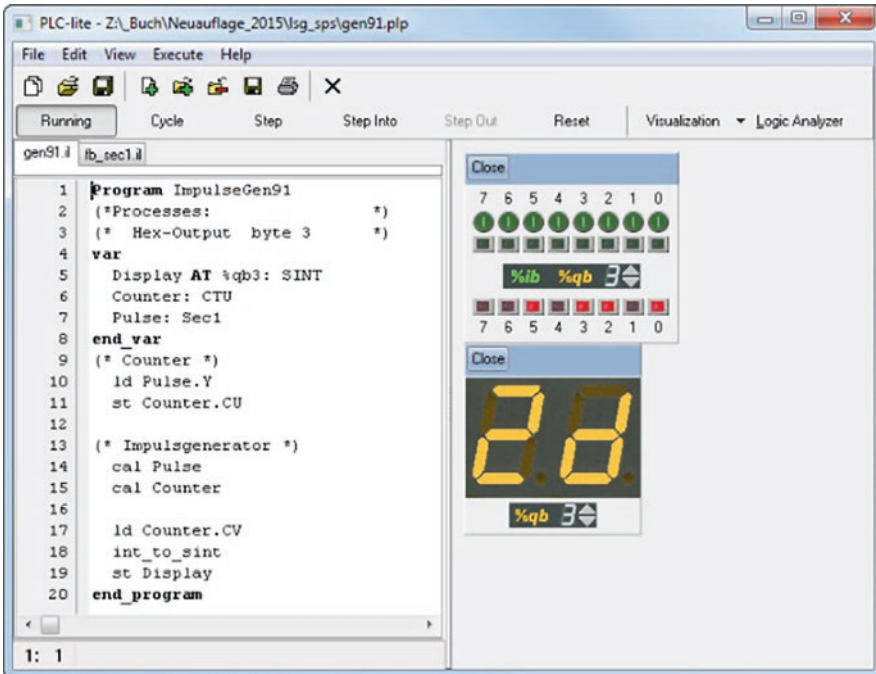 PLC-lite - Z:\_Buch\Neuauflage_2015\lsg_sps\gen91.plp
File Edit View Execute Help
Running Cycle Step Step Into Step Out Reset Visualization Logic Analyzer
gen91.il fb_sec1.il
1 Program ImpulseGen91
2 (*Processes: *)
3 (* Hex-Output byte 3 *)
4 var
5 Display AT %qb3: SINT
6 Counter: CTU
7 Pulse: Sec1
8 end_var
9 (* Counter *)
10 ld Pulse.Y
11 st Counter.CU
12
13 (* Impulsgenerator *)
14 cal Pulse
15 cal Counter
16
17 ld Counter.CV
18 int_to_sint
19 st Display
20 end_program
1: 1
Close
7 6 5 4 3 2 1 0
%ib %qb 3
7 6 5 4 3 2 1 0
Close
2d
%qb 3